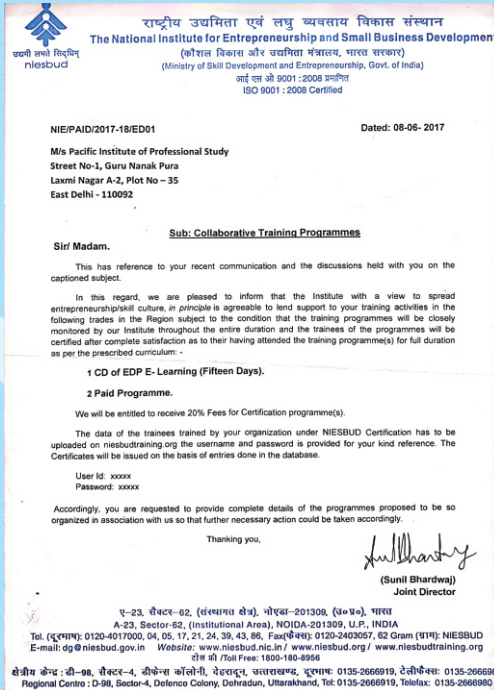 राष्ट्रीय उद्यमिता एवं लघु व्यवसाय विकास संस्थान
The National Institute for Entrepreneurship and Small Business Development
(कौशल विकास और उद्यमिता मंत्रालय, भारत सरकार)
(Ministry of Skill Development and Entrepreneurship, Govt. of India)
आई एस ओ 9001 : 2008 प्रमाणित
ISO 9001 : 2008 Certified
उद्यमी लभते सिद्धिम्
niesbud
NIE/PAID/2017-18/ED01 Dated: 08-06- 2017
M/s Pacific Institute of Professional Study
Street No-1, Guru Nanak Pura
Laxmi Nagar A-2, Plot No – 35
East Delhi - 110092
Sub: Collaborative Training Programmes
Sir/ Madam.
This has reference to your recent communication and the discussions held with you on the
captioned subject.
In this regard, we are pleased to inform that the Institute with a view to spread
entrepreneurship/skill culture, in principle is agreeable to lend support to your training activities in the
following trades in the Region subject to the condition that the training programmes will be closely
monitored by our Institute throughout the entire duration and the trainees of the programmes will be
certified after complete satisfaction as to their having attended the training programme(s) for full duration
as per the prescribed curriculum: -
1 CD of EDP E- Learning (Fifteen Days).
2 Paid Programme.
We will be entitled to receive 20% Fees for Certification programme(s).
The data of the trainees trained by your organization under NIESBUD Certification has to be
uploaded on niesbudtraining.org the username and password is provided for your kind reference. The
Certificates will be issued on the basis of entries done in the database.
User Id: xxxxx
Password: xxxxx
Accordingly, you are requested to provide complete details of the programmes proposed to be so
organized in association with us so that further necessary action could be taken accordingly.
Thanking you,
(Sunil Bhardwaj)
Joint Director
ए–23, सैक्टर–62, (संस्थागत क्षेत्र), नोएडा–201309, (उ०प्र०), भारत
A-23, Sector-62, (Institutional Area), NOIDA-201309, U.P., INDIA
Tel. (दूरभाष): 0120-4017000, 04, 05, 17, 21, 24, 39, 43, 86, Fax(फ़ैक्स): 0120-2403057, 62 Gram (ग्राम): NIESBUD
E-mail: dg@niesbud.gov.in Website: www.niesbud.nic.in / www.niesbud.org / www.niesbudtraining.org
टोल फ्री /Toll Free: 1800-180-8956
क्षेत्रीय केन्द्र : डी–98, सैक्टर–4, डीफेन्स कॉलोनी, देहरादून, उत्तराखण्ड, दूरभाषः 0135-2666919, टेलीफैक्सः 0135-266698
Regional Centro : D-98, Sector-4, Defonco Colony, Dehradun, Uttarakhand, Tel: 0135-2666919, Telefax: 0135-2666980